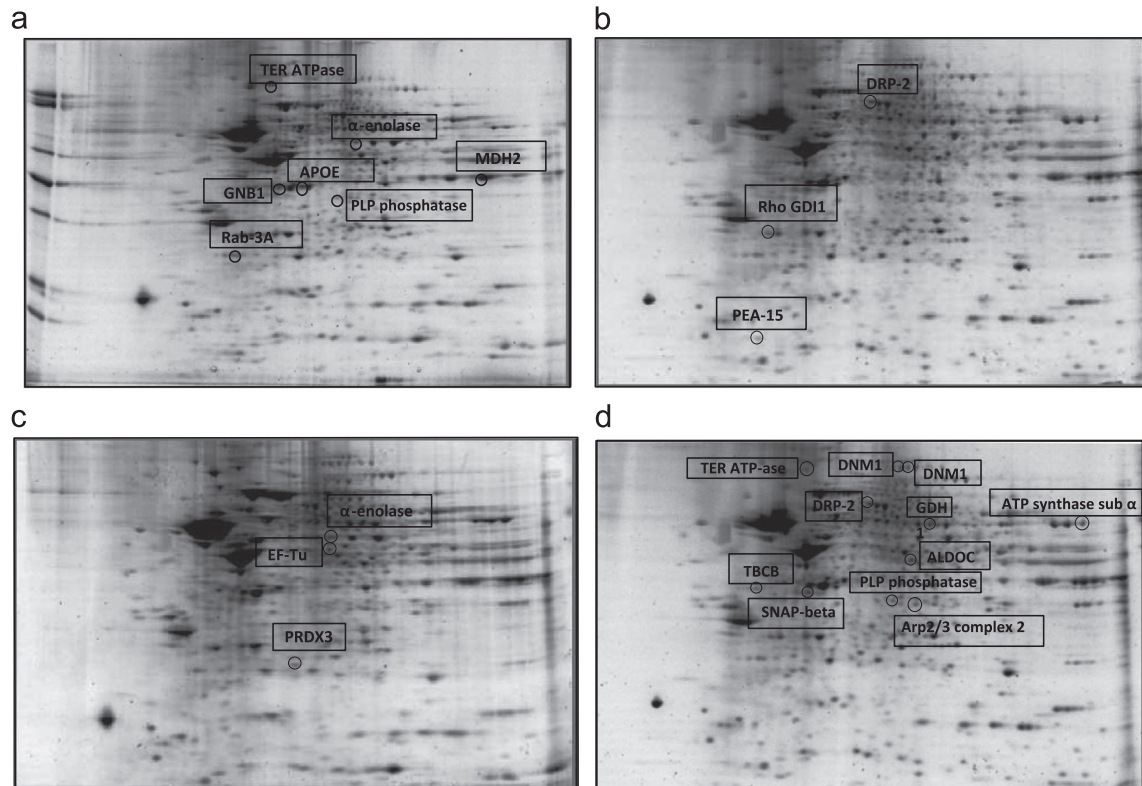 a
TER ATPase
α-enolase
MDH2
APOE
GNB1
PLP phosphatase
Rab-3A
b
DRP-2
Rho GDI1
PEA-15
c
α-enolase
EF-Tu
PRDX3
d
TER ATP-ase
DNM1
DNM1
DRP-2
GDH
1
ATP synthase sub α
ALDOC
TBCB
PLP phosphatase
SNAP-beta
Arp2/3 complex 2